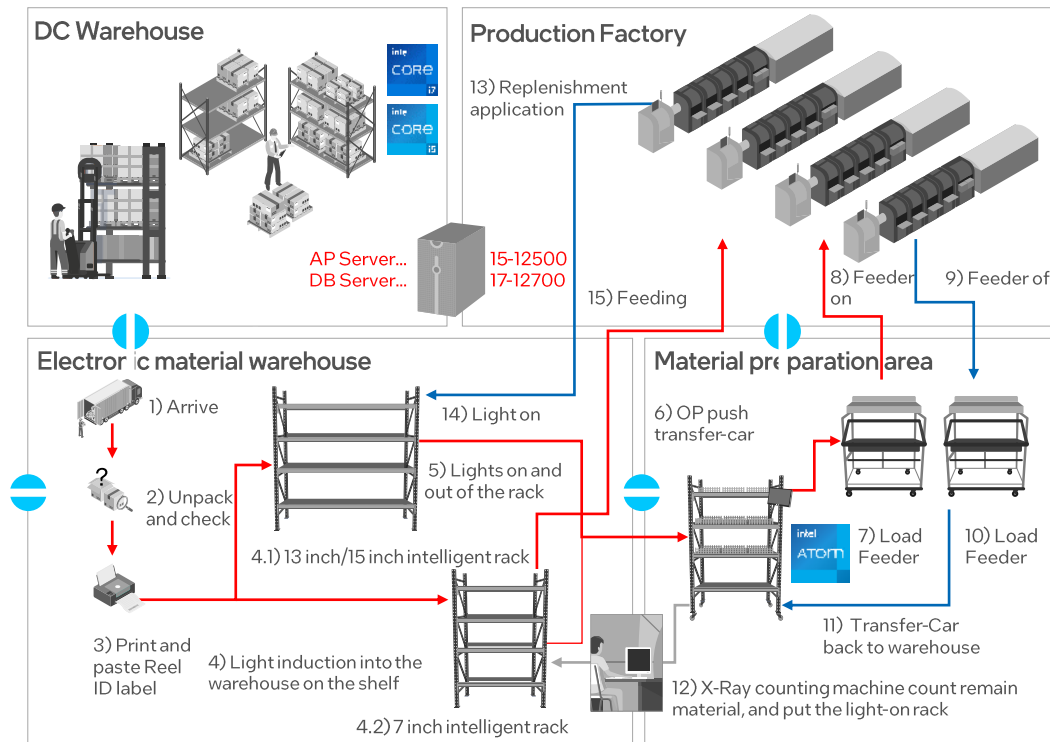 DC Warehouse
intel
CORE
i7
intel
CORE
i5
AP Server... 15-12500
DB Server... 17-12700
Production Factory
13) Replenishment
application
15) Feeding
8) Feeder
on
9) Feeder of
Electronic material warehouse
1) Arrive
?
2) Unpack
and check
3) Print and
paste Reel
ID label
14) Light on
5) Lights on and
out of the rack
4.1) 13 inch/15 inch intelligent rack
4) Light induction into the
warehouse on the shelf
4.2) 7 inch intelligent rack
Material preparation area
6) OP push
transfer-car
intel
ATOM
7) Load
Feeder
10) Load
Feeder
11) Transfer-Car
back to warehouse
12) X-Ray counting machine count remain
material, and put the light-on rack